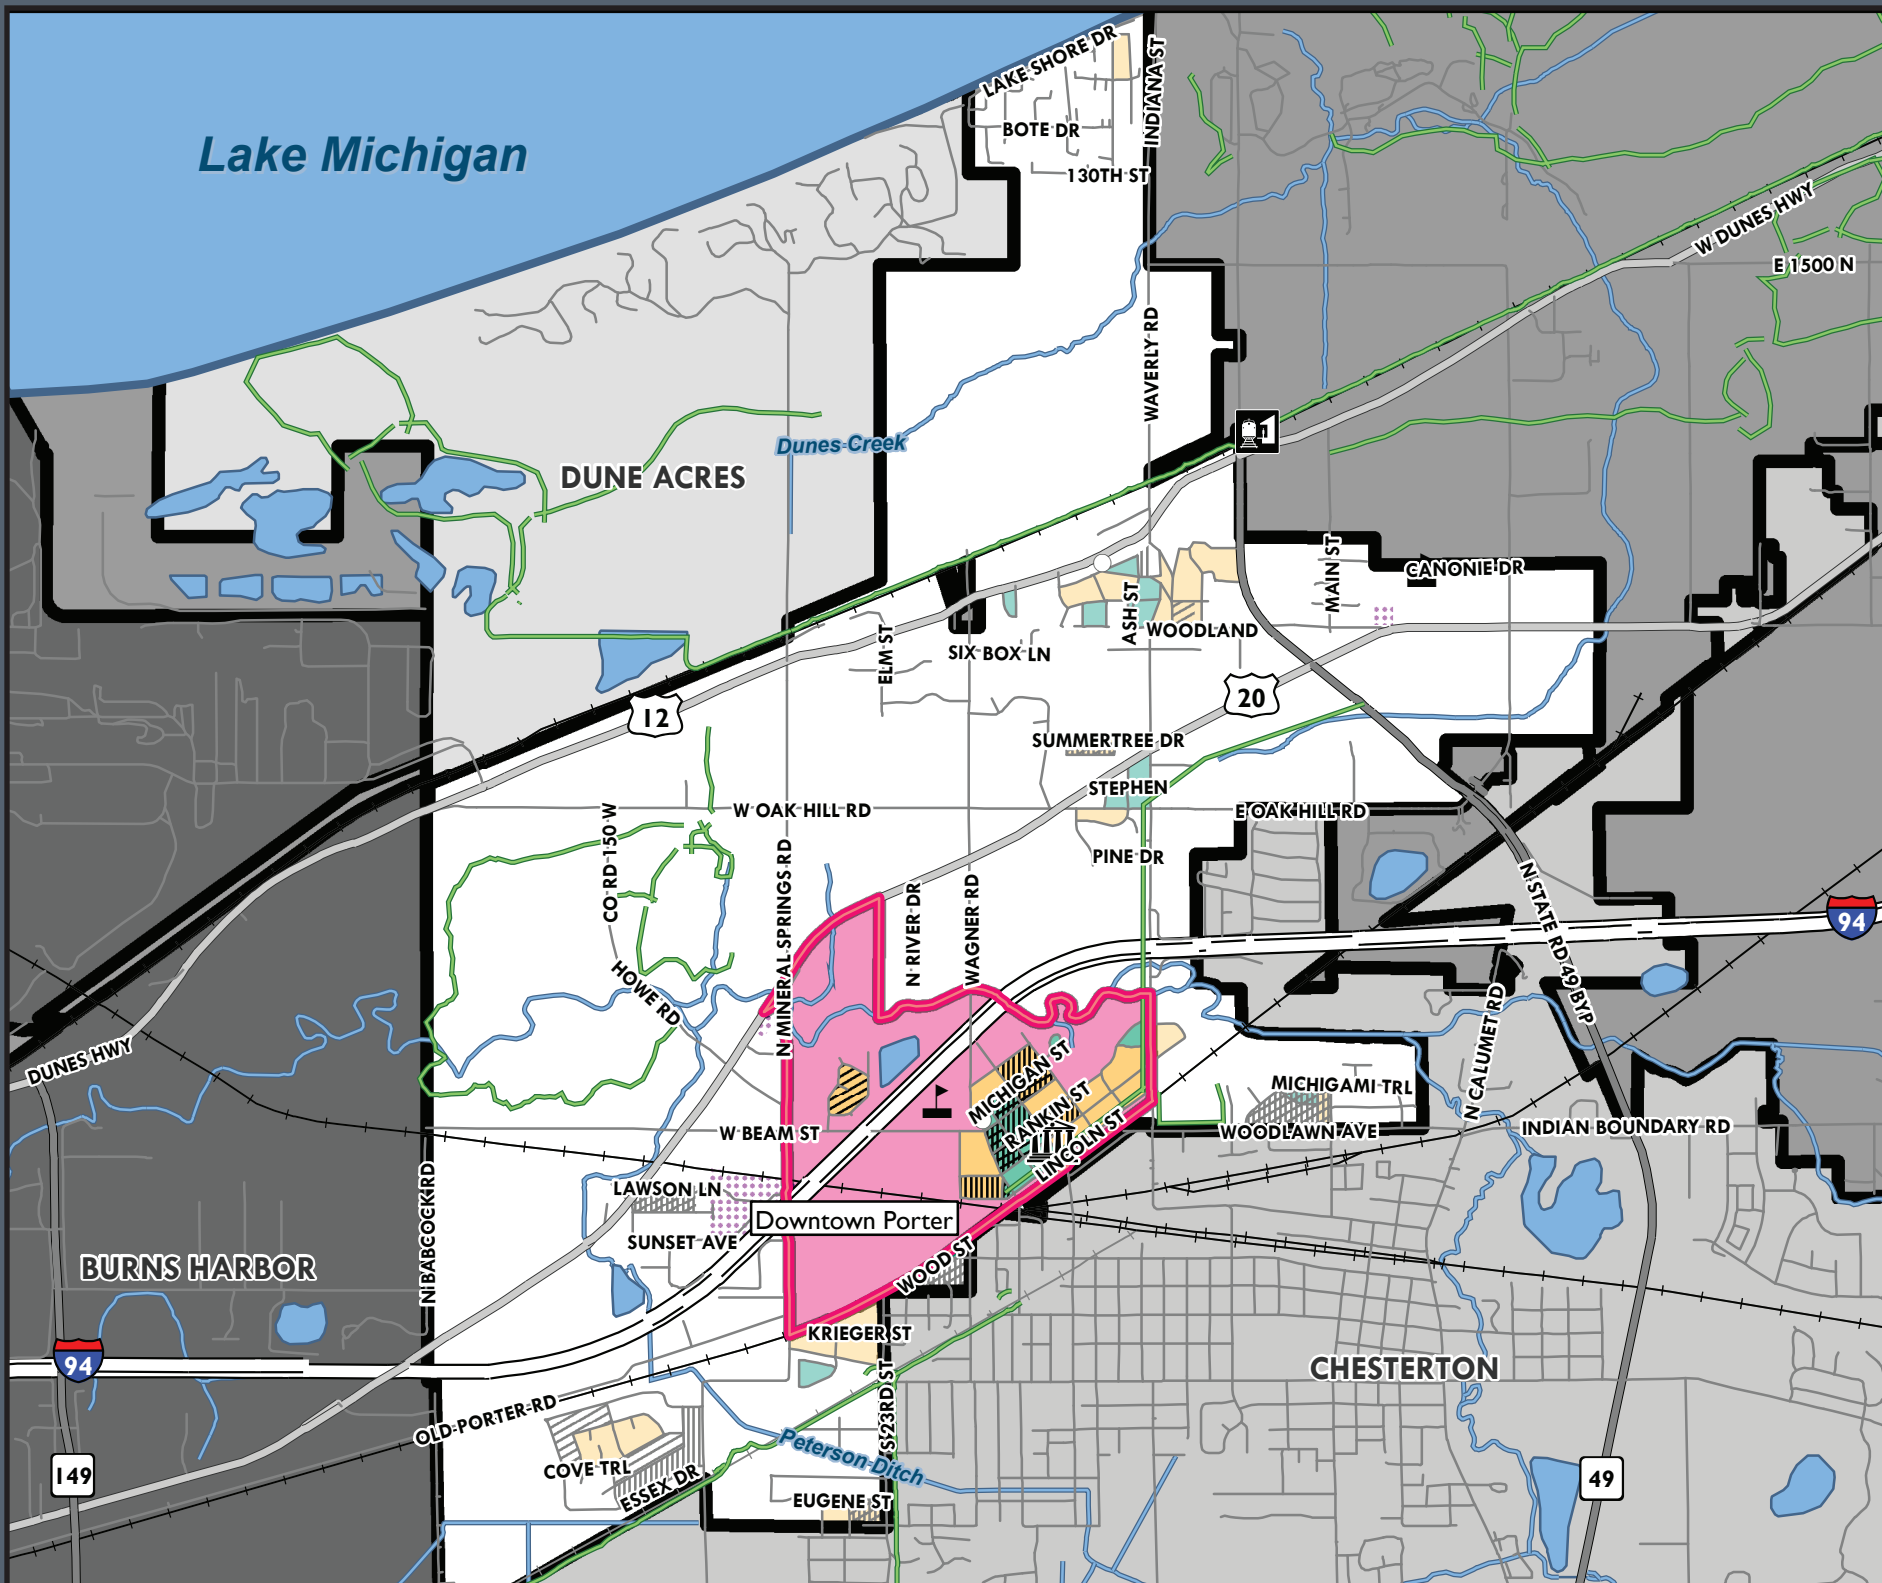 LAKE SHORE DR
INDIANA ST
BOTE DR
Lake Michigan
130TH ST
W DUNES HWY
E 1500 N
WAVERLY RD
Dunes Creek
DUNE ACRES
MAIN ST
CANONIE DR
ASH ST
WOODLAND
ELM ST
SIX BOX LN
12
20
SUMMERTREE DR
STEPHEN
W OAK HILL RD
E OAK HILL RD
CO RD 150 W
PINE DR
N MINERAL SPRINGS RD
N RIVER DR
WAGNER RD
N STATE RD 49 BYP
94
HOWE RD
N CALUMET RD
DUNES HWY
MICHIGAN ST
RANKIN ST
LINCOLN ST
MICHIGAMI TRL
W BEAM ST
WOODLAWN AVE
INDIAN BOUNDARY RD
N BABCOCK RD
LAWSON LN
Downtown Porter
SUNSET AVE
WOOD ST
BURNS HARBOR
KRIEGER ST
94
CHESTERTON
OLD PORTER RD
S 23RD ST
Peterson Ditch
COVE TRL
149
49
ESSEX DR
EUGENE ST